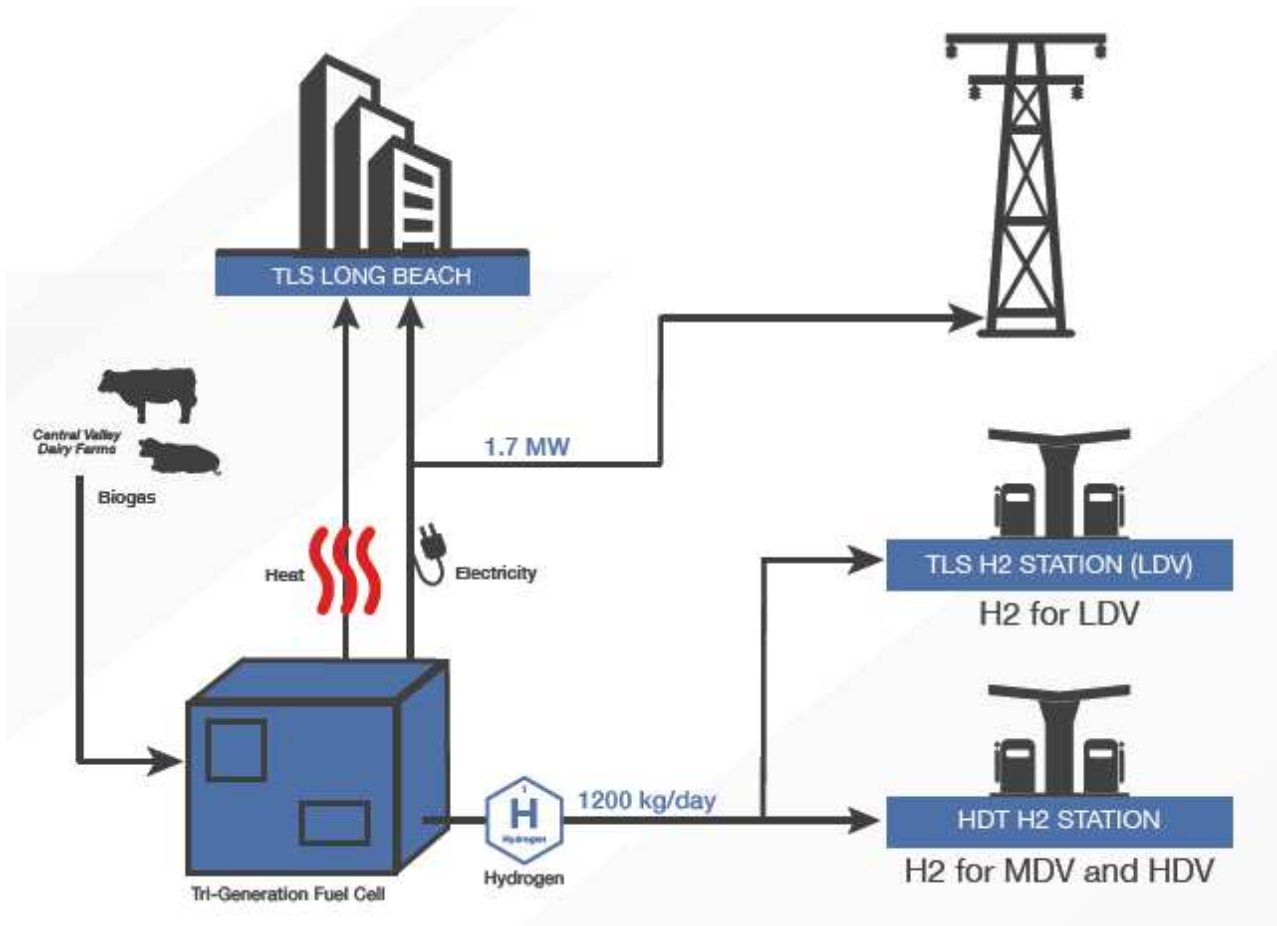 TLS LONG BEACH
Central Valley
Dairy Farms
Biogas
1.7 MW
Heat
Electricity
TLS H2 STATION (LDV)
H2 for LDV
1
H
Hydrogen
1200 kg/day
HDT H2 STATION
H2 for MDV and HDV
Hydrogen
Tri-Generation Fuel Cell